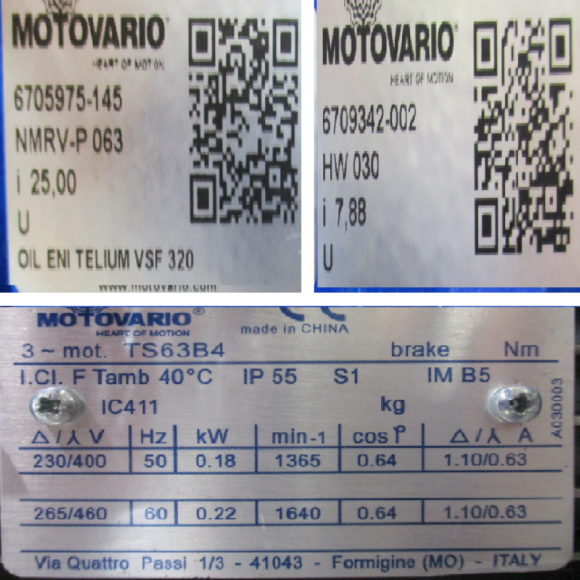 MOTOVARIO®
HEART OF MOTION
6705975-145
NMRV-P 063
i 25,00
U
OIL ENI TELIUM VSF 320
www.motovario.com
MOTOVARIO®
HEART OF MOTION
6709342-002
HW 030
i 7,88
U
MOTOVARIO®
HEART OF MOTION
CE
made in CHINA
3 ~ mot. TS63B4 brake Nm
I.Cl. F Tamb 40°C IP 55 S1 IM B5
IC411 kg
A030003
Δ/⅄ V Hz kW min-1 cosφ Δ/⅄ A
230/400 50 0.18 1365 0.64 1.10/0.63
265/460 60 0.22 1640 0.64 1.10/0.63
Via Quattro Passi 1/3 - 41043 - Formigine (MO) - ITALY